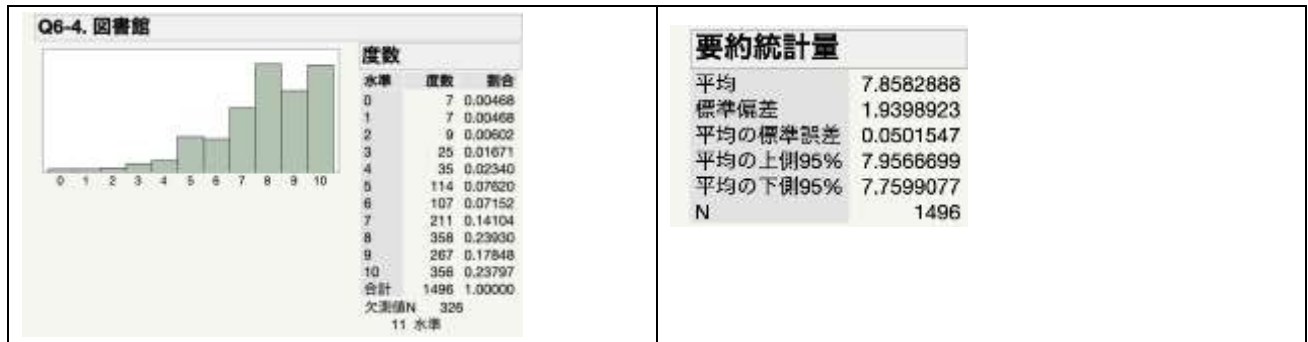 Q6-4. 図書館
度数
水準 度数 割合
0 7 0.00468
1 7 0.00468
2 9 0.00602
3 25 0.01671
4 35 0.02340
5 114 0.07620
6 107 0.07152
7 211 0.14104
8 358 0.23930
9 267 0.17848
10 356 0.23797
合計 1496 1.00000
欠測値N 326
11 水準
0 1 2 3 4 5 6 7 8 9 10
要約統計量
平均 7.8582888
標準偏差 1.9398923
平均の標準誤差 0.0501547
平均の上側95% 7.9566699
平均の下側95% 7.7599077
N 1496